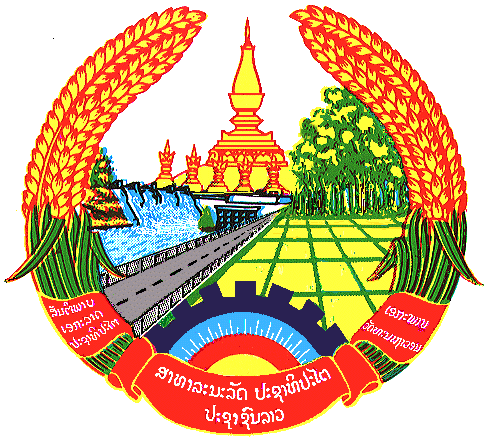 ສັນຕິພາບ
ເອກະລາດ
ປະຊາທິປະໄຕ
ເອກະພາບ
ວັດທະນາຖາວອນ
ສາທາລະນະລັດ ປະຊາທິປະໄຕ
ປະຊາຊົນລາວ